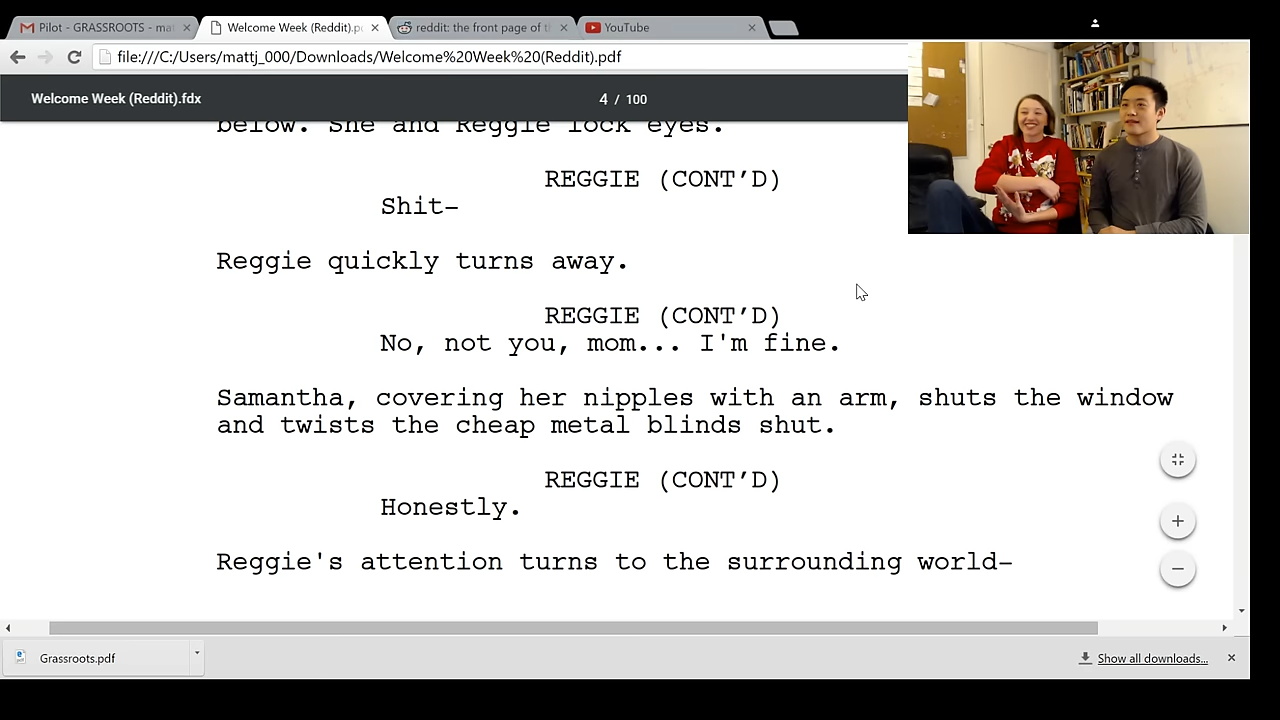 Pilot - GRASSROOTS - mat
Welcome Week (Reddit).pd
reddit: the front page of th
YouTube
file:///C:/Users/mattj_000/Downloads/Welcome%20Week%20(Reddit).pdf
Welcome Week (Reddit).fdx
4 / 100
below. She and Reggie lock eyes.
REGGIE (CONT'D)
Shit-
Reggie quickly turns away.
REGGIE (CONT'D)
No, not you, mom... I'm fine.
Samantha, covering her nipples with an arm, shuts the window
and twists the cheap metal blinds shut.
REGGIE (CONT'D)
Honestly.
Reggie's attention turns to the surrounding world-
Grassroots.pdf
Show all downloads...